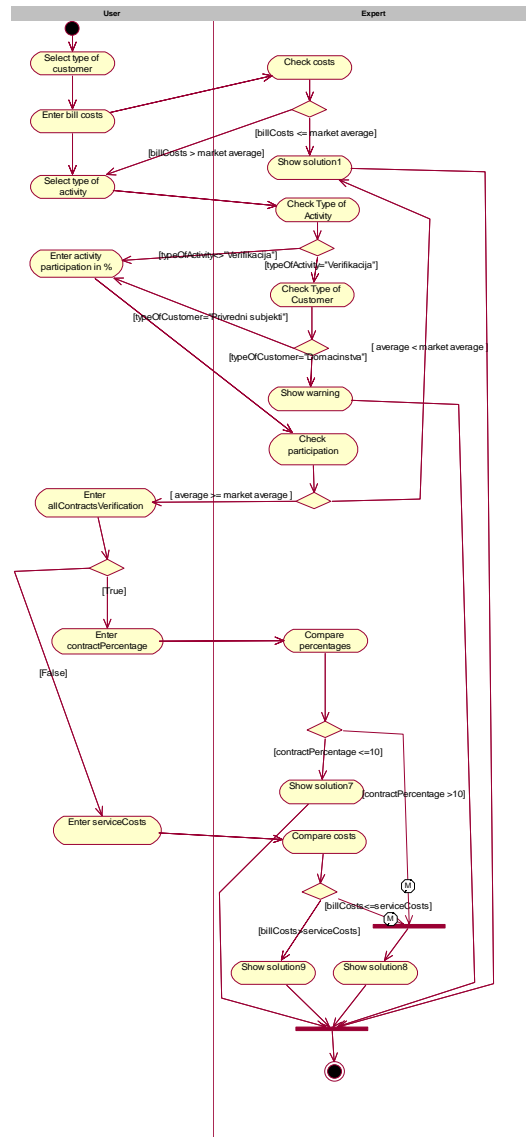 User
Expert
Select type of
customer
Check costs
Enter bill costs
[billCosts <= market average]
[billCosts > market average]
Show solution1
Select type of
activity
Check Type of
Activity
Enter activity
participation in %
[typeOfActivity<>"Verifikacija"]
[typeOfActivity="Verifikacija"]
Check Type of
Customer
[typeOfCustomer="Privredni subjekti"]
[ average < market average ]
[typeOfCustomer="Domacinstva"]
Show warning
Check
participation
Enter
allContractsVerification
[ average >= market average ]
[True]
Enter
contractPercentage
Compare
percentages
[False]
[contractPercentage <=10]
Show solution7
[contractPercentage >10]
Enter serviceCosts
Compare costs
M
[billCosts<=serviceCosts]
M
[billCosts>serviceCosts]
Show solution9
Show solution8